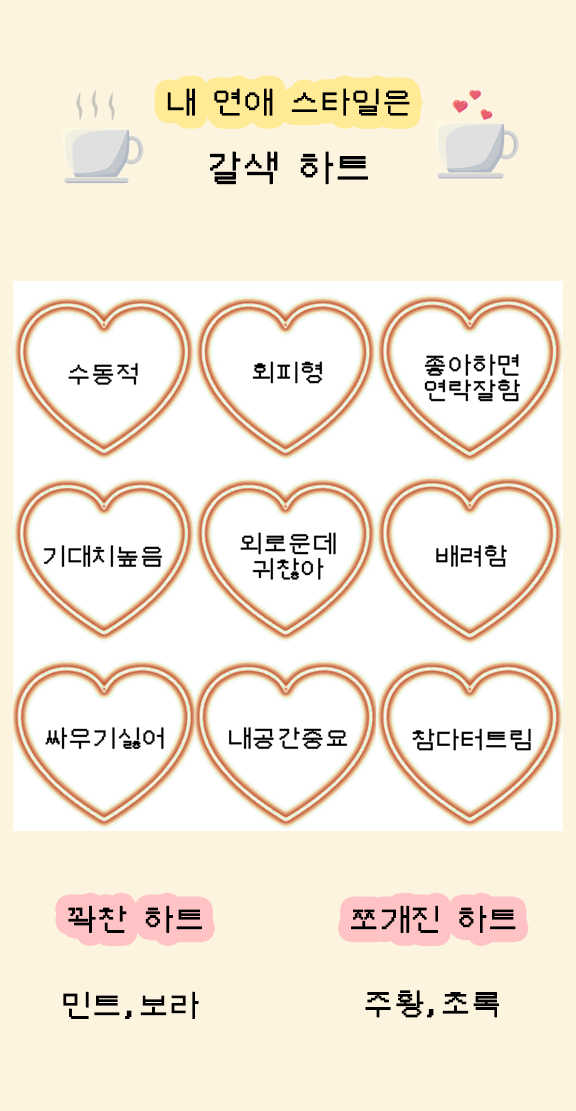 내 연애 스타일은
갈색 하트
수동적
회피형
좋아하면
연락잘함
기대치높음
외로운데
귀찮아
배려함
싸우기싫어
내공간중요
참다터트림
꽉찬 하트
쪼개진 하트
민트,보라
주황,초록